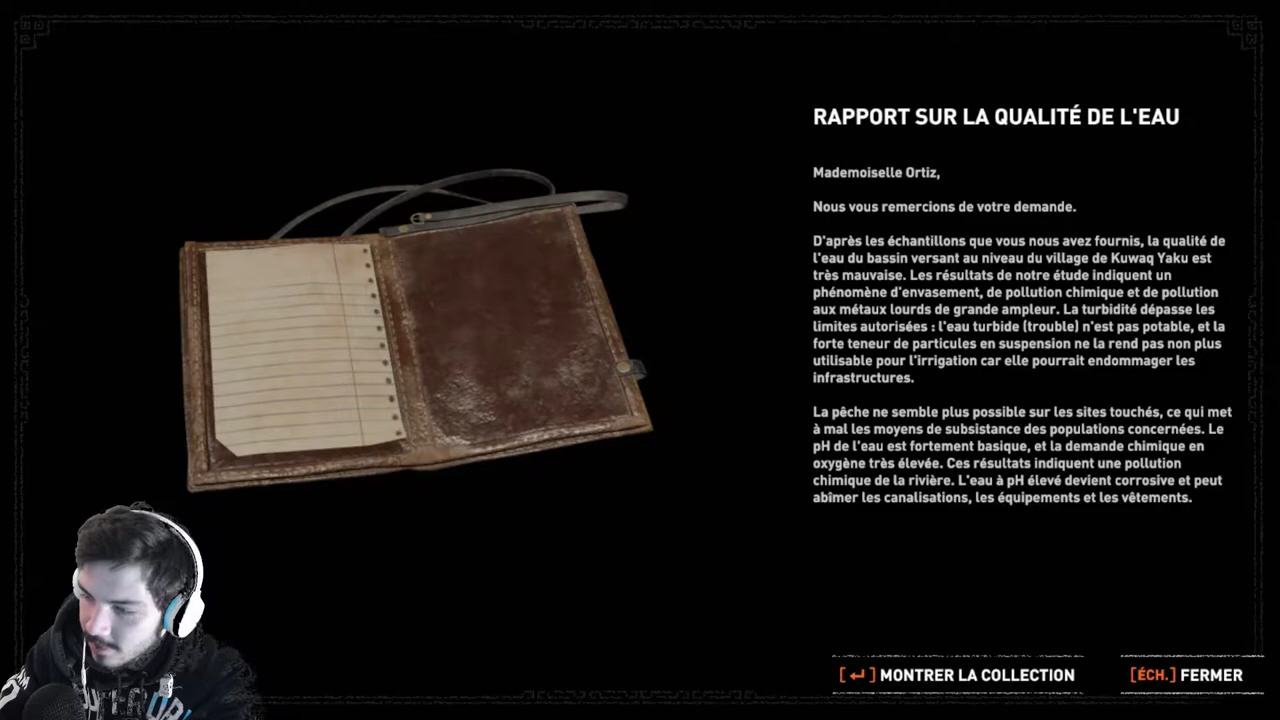 RAPPORT SUR LA QUALITÉ DE L'EAU
Mademoiselle Ortiz,
Nous vous remercions de votre demande.
D'après les échantillons que vous nous avez fournis, la qualité de
l'eau du bassin versant au niveau du village de Kuwaq Yaku est
très mauvaise. Les résultats de notre étude indiquent un
phénomène d'envasement, de pollution chimique et de pollution
aux métaux lourds de grande ampleur. La turbidité dépasse les
limites autorisées : l'eau turbide (trouble) n'est pas potable, et la
forte teneur de particules en suspension ne la rend pas non plus
utilisable pour l'irrigation car elle pourrait endommager les
infrastructures.
La pêche ne semble plus possible sur les sites touchés, ce qui met
à mal les moyens de subsistance des populations concernées. Le
pH de l'eau est fortement basique, et la demande chimique en
oxygène très élevée. Ces résultats indiquent une pollution
chimique de la rivière. L'eau à pH élevé devient corrosive et peut
abîmer les canalisations, les équipements et les vêtements.
[↵] MONTRER LA COLLECTION
[ÉCH.] FERMER